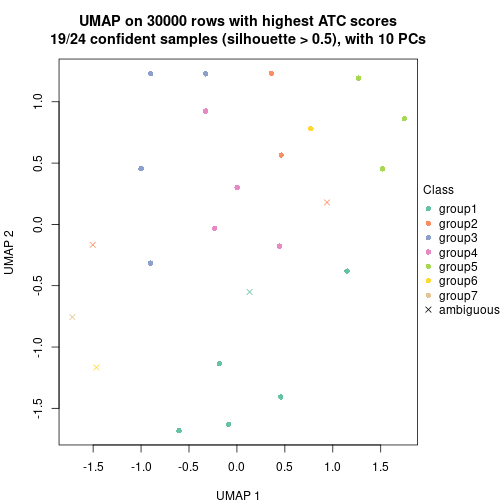 UMAP on 30000 rows with highest ATC scores
19/24 confident samples (silhouette > 0.5), with 10 PCs
UMAP 2
1.0
0.5
0.0
-0.5
-1.0
-1.5
-1.5
-1.0
-0.5
0.0
0.5
1.0
1.5
UMAP 1
Class
group1
group2
group3
group4
group5
group6
group7
ambiguous